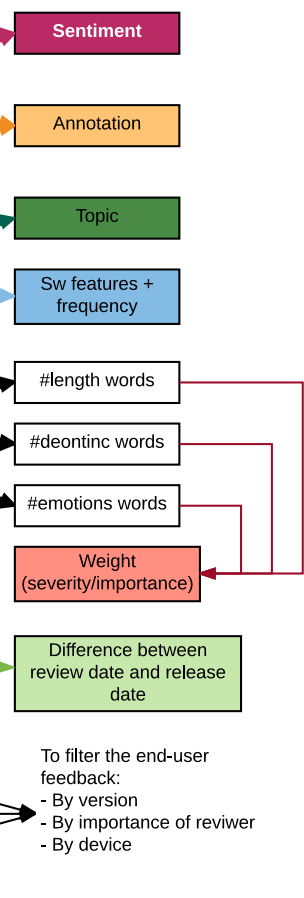 Sentiment
Annotation
Topic
Sw features +
frequency
#length words
#deontinc words
#emotions words
Weight
(severity/importance)
Difference between
review date and release
date
To filter the end-user
feedback:
- By version
- By importance of reviwer
- By device